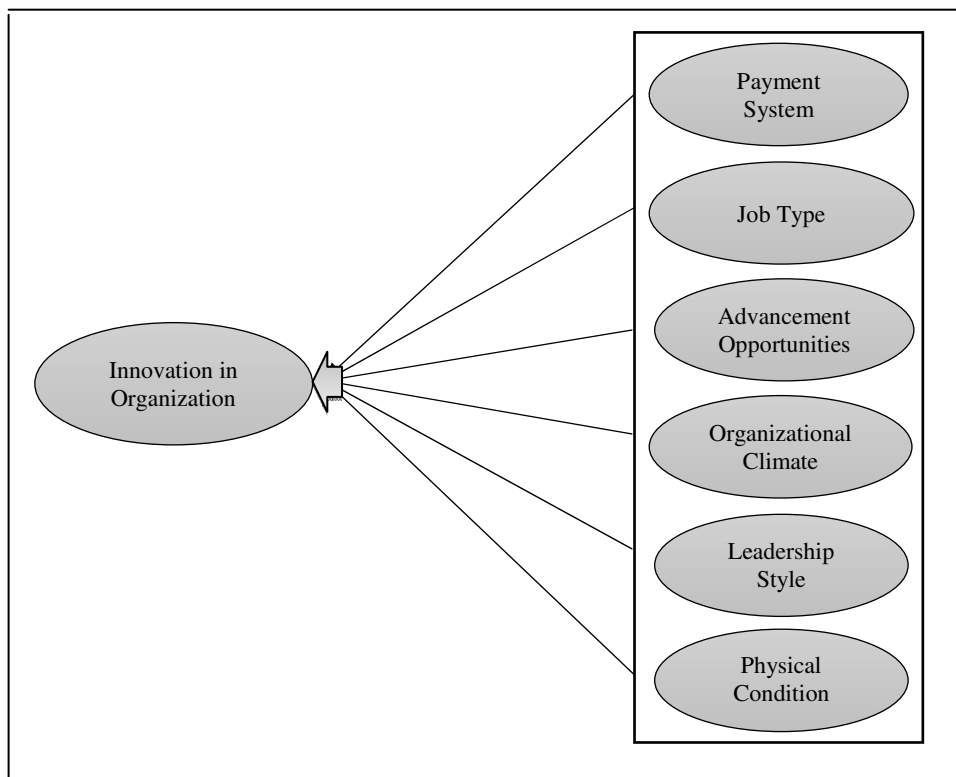 Payment
System
Job Type
Advancement
Opportunities
Innovation in
Organization
Organizational
Climate
Leadership
Style
Physical
Condition